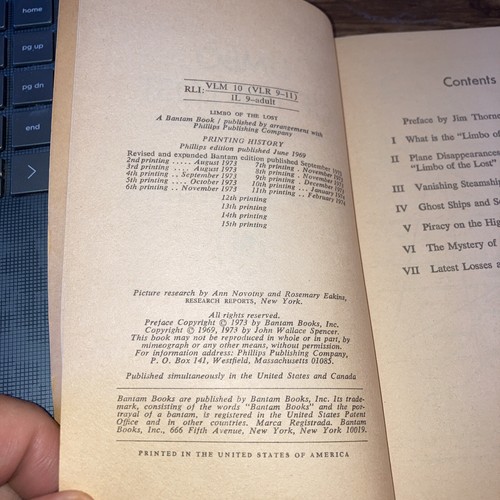 home
pg up
pg dn
end
RLI: VLM 10 (VLR 9-11)
IL 9-adult
LIMBO OF THE LOST
A Bantam Book / published by arrangement with
Phillips Publishing Company
PRINTING HISTORY
Phillips edition published June 1969
Revised and expanded Bantam edition published September 1973
2nd printing .... August 1973 7th printing . November 1973
3rd printing .... August 1973 8th printing . November 1973
4th printing .. September 1973 9th printing . December 1973
5th printing .... October 1973 10th printing .. January 1974
6th printing .. November 1973 11th printing .. February 1974
12th printing
13th printing
14th printing
15th printing
Picture research by Ann Novotny and Rosemary Eakins,
RESEARCH REPORTS, New York.
All rights reserved.
Preface Copyright © 1973 by Bantam Books, Inc.
Copyright © 1969, 1973 by John Wallace Spencer.
This book may not be reproduced in whole or in part, by
mimeograph or any other means, without permission.
For information address: Phillips Publishing Company,
P. O. Box 141, Westfield, Massachusetts 01085.
Published simultaneously in the United States and Canada
Bantam Books are published by Bantam Books, Inc. Its trade-
mark, consisting of the words "Bantam Books" and the por-
trayal of a bantam, is registered in the United States Patent
Office and in other countries. Marca Registrada. Bantam
Books, Inc., 666 Fifth Avenue, New York, New York 10019.
PRINTED IN THE UNITED STATES OF AMERICA
Contents
Preface by Jim Thorne
I What is the "Limbo of
II Plane Disappearances
"Limbo of the Lost"
III Vanishing Steamship
IV Ghost Ships and S
V Piracy on the Hig
VI The Mystery of
VII Latest Losses a